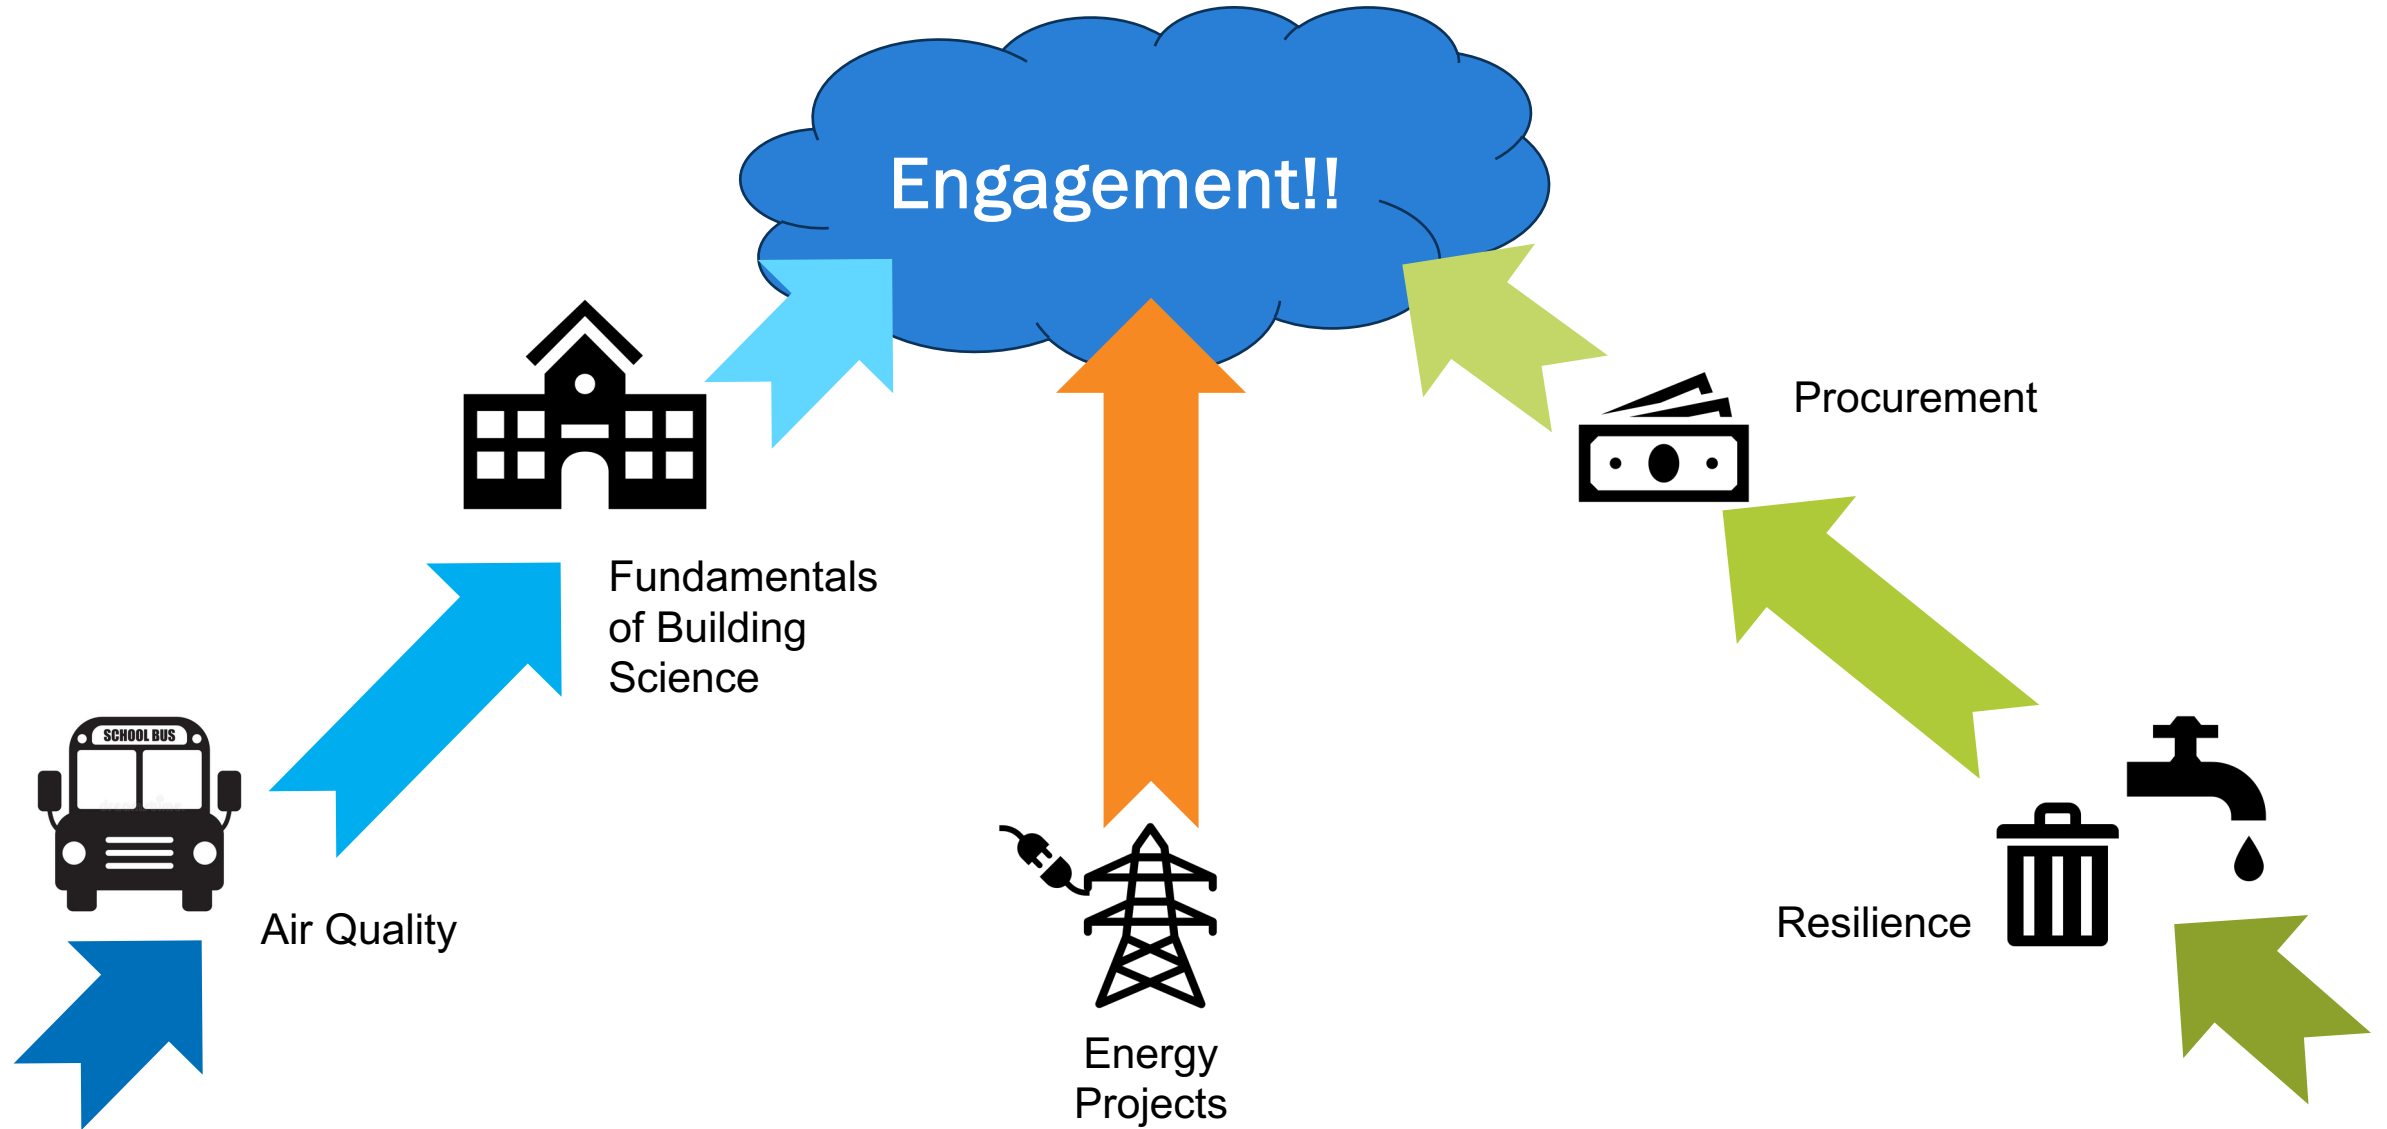 Engagement!!
Procurement
Fundamentals
of Building
Science
SCHOOL BUS
Air Quality
Resilience
Energy
Projects